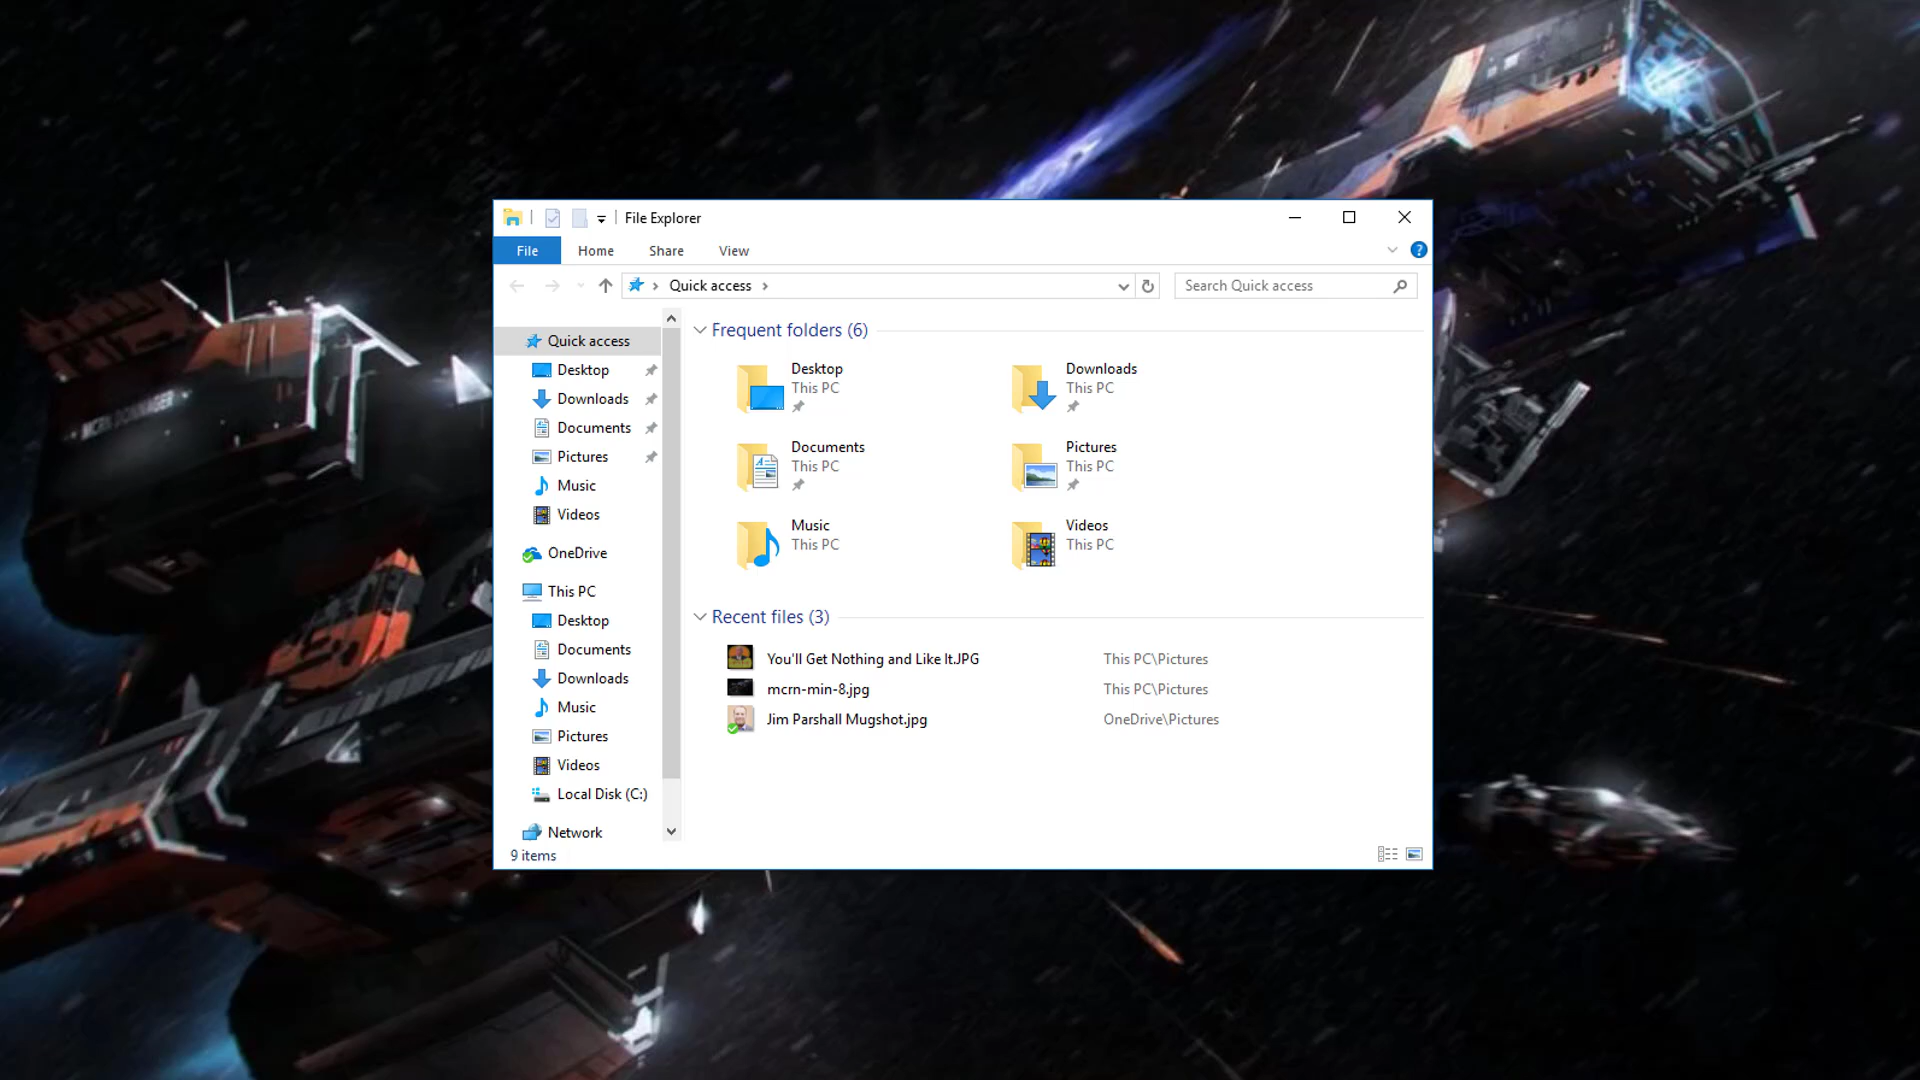 File Explorer
File Home Share View
Quick access
Search Quick access
Quick access
Desktop
Downloads
Documents
Pictures
Music
Videos
OneDrive
This PC
Desktop
Documents
Downloads
Music
Pictures
Videos
Local Disk (C:)
Network
Frequent folders (6)
Desktop
This PC
Downloads
This PC
Documents
This PC
Pictures
This PC
Music
This PC
Videos
This PC
Recent files (3)
You'll Get Nothing and Like It.JPG This PC\Pictures
mcrn-min-8.jpg This PC\Pictures
Jim Parshall Mugshot.jpg OneDrive\Pictures
9 items
MCRN DONNAGER